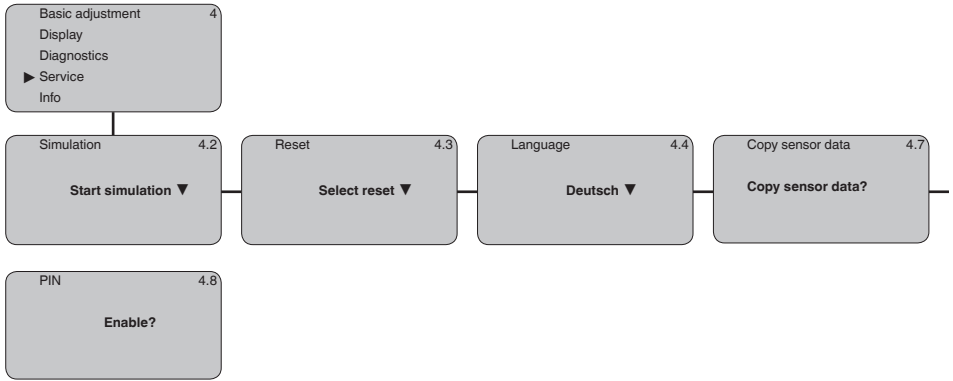 Basic adjustment 4
Display
Diagnostics
▶ Service
Info
Simulation 4.2
Start simulation ▼
Reset 4.3
Select reset ▼
Language 4.4
Deutsch ▼
Copy sensor data 4.7
Copy sensor data?
PIN 4.8
Enable?